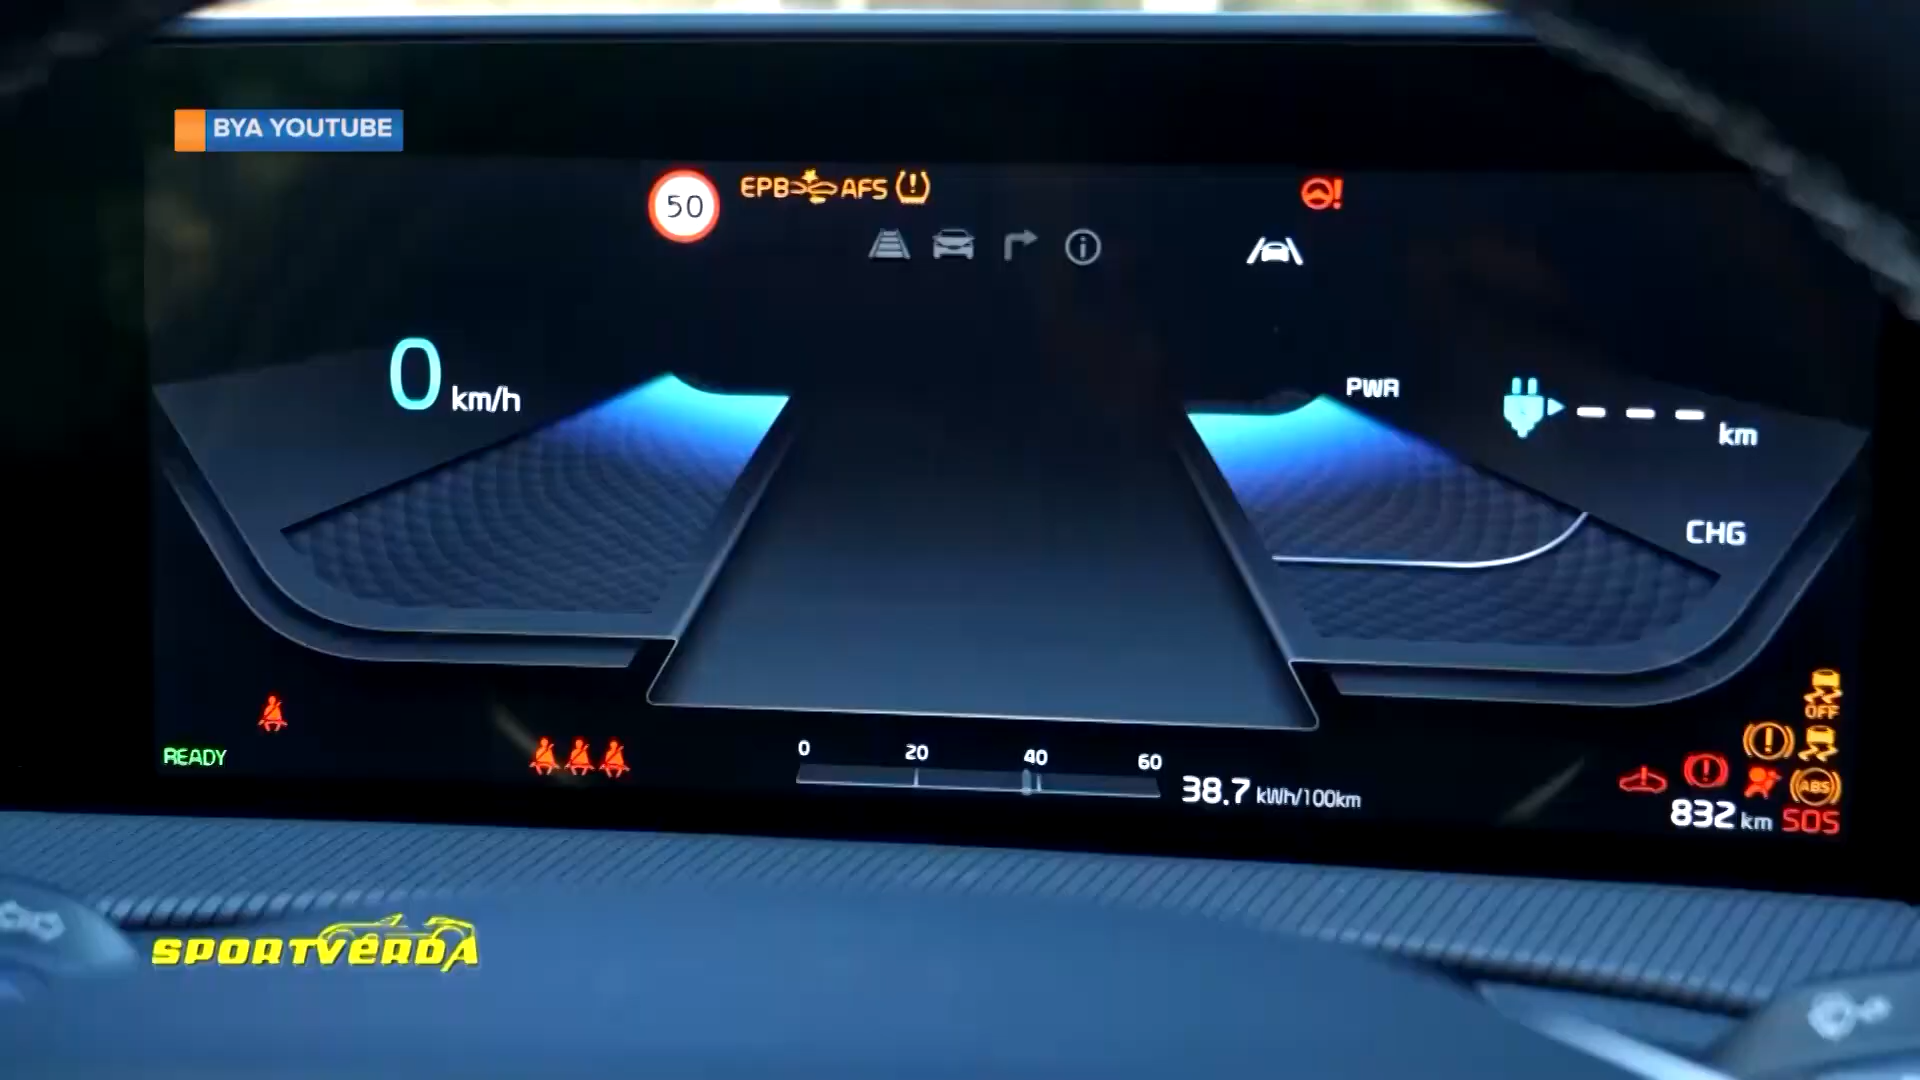 BYA YOUTUBE
50
EPB AFS
0 km/h
PWR
--- km
CHG
OFF
READY
0 20 40 60
38.7 kWh/100km
ABS
832 km SOS
SPORTVERDA